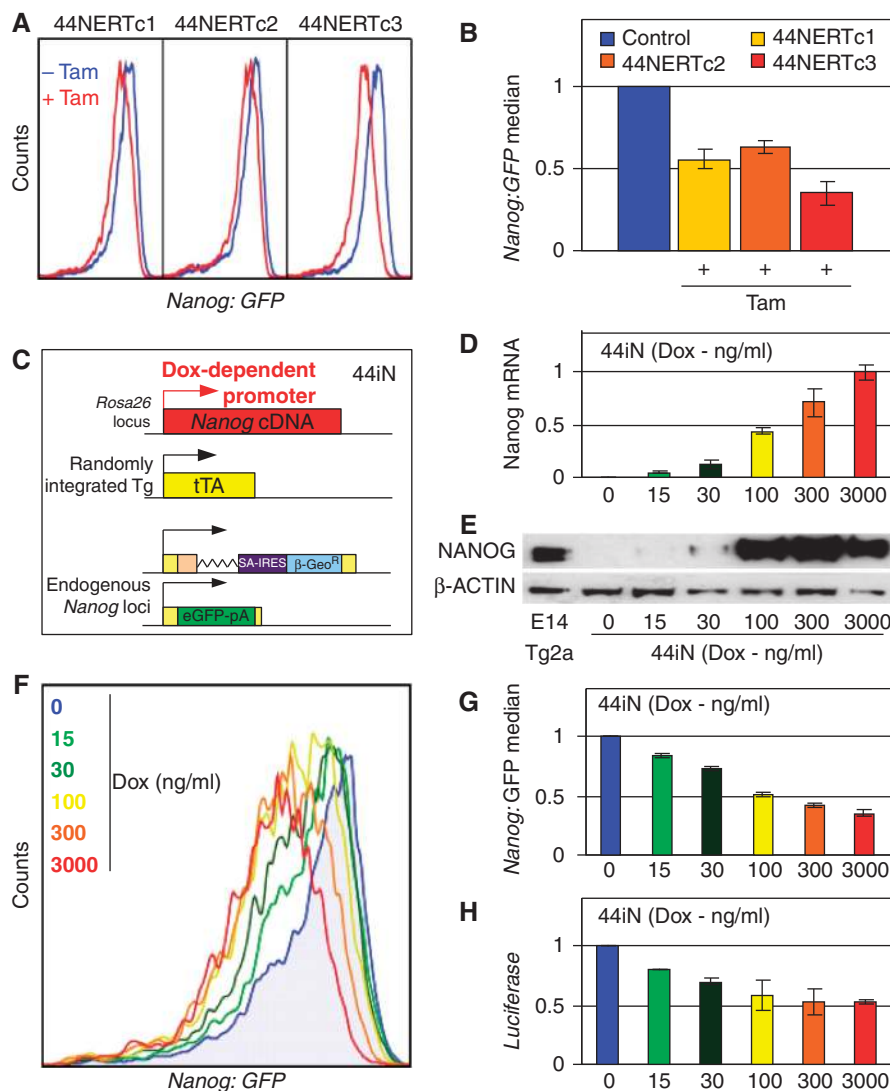 A
44NERTc1 44NERTc2 44NERTc3
– Tam
+ Tam
Counts
Nanog: GFP
B
Control
44NERTc1
44NERTc2
44NERTc3
Nanog:GFP median
1
0.5
0
+ + +
Tam
C
44iN
Dox-dependent
promoter
Rosa26
locus
Nanog cDNA
Randomly
integrated Tg
tTA
SA-IRES
β-GeoR
Endogenous
Nanog loci
eGFP-pA
D
44iN (Dox - ng/ml)
Nanog mRNA
1
0.5
0
0 15 30 100 300 3000
E
NANOG
β-ACTIN
E14 0 15 30 100 300 3000
Tg2a 44iN (Dox - ng/ml)
F
0
15
30
100
300
3000
Dox (ng/ml)
Counts
Nanog: GFP
G
44iN (Dox - ng/ml)
Nanog: GFP median
1
0.5
0
0 15 30 100 300 3000
H
44iN (Dox - ng/ml)
Luciferase
1
0.5
0
0 15 30 100 300 3000